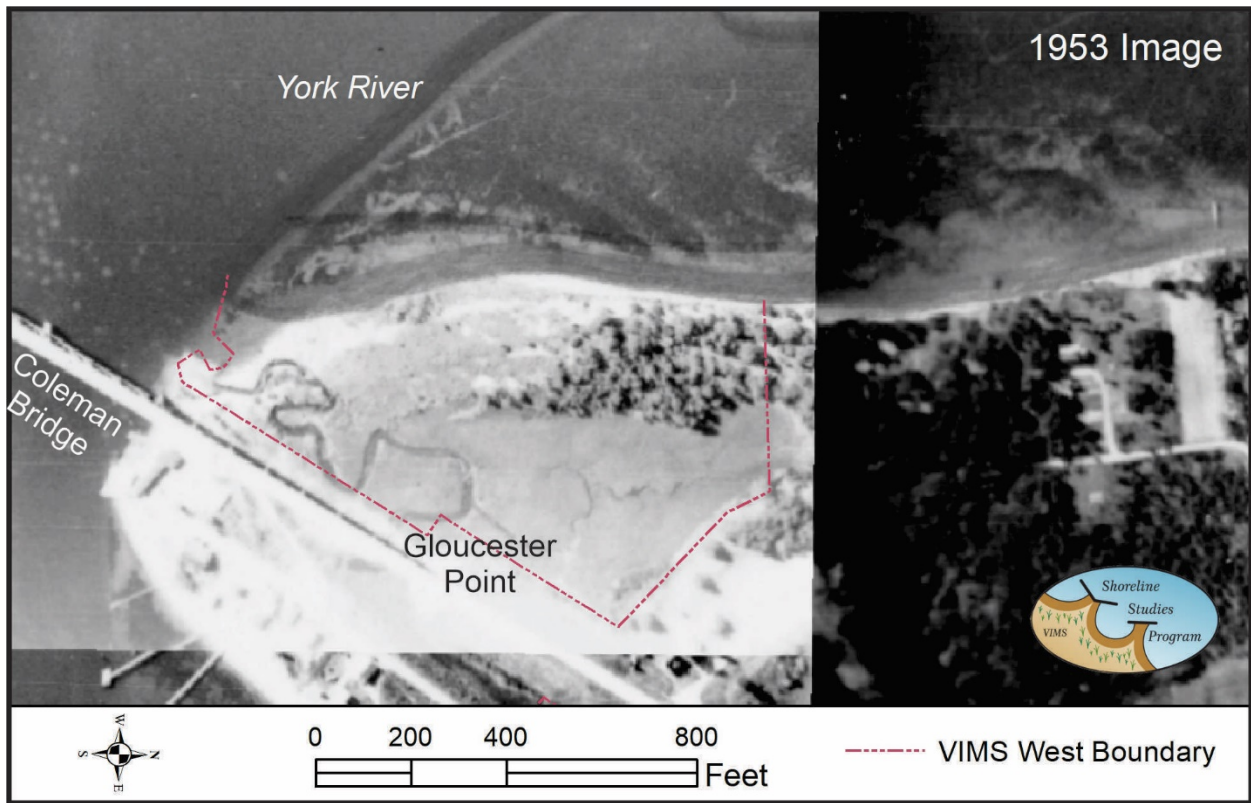 1953 Image
York River
Coleman
Bridge
Gloucester
Point
Shoreline
Studies
VIMS
Program
W
S
N
E
0 200 400 800
Feet
VIMS West Boundary